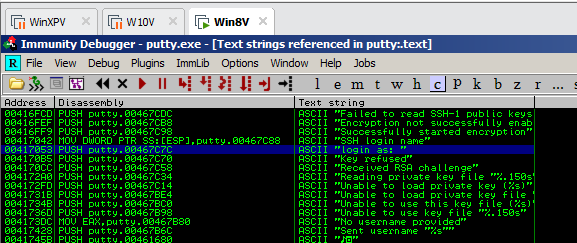 WinXPV W10V Win8V
Immunity Debugger - putty.exe - [Text strings referenced in putty:.text]
R File View Debug Plugins ImmLib Options Window Help Jobs
l e m t w h c p k b z r
Address Disassembly Text string
00416FCD PUSH putty.00467CDC ASCII "Failed to read SSH-1 public keys
00416FEF PUSH putty.00467CB8 ASCII "Encryption not successfully enab
00416FF9 PUSH putty.00467C98 ASCII "Successfully started encryption"
00417042 MOV DWORD PTR SS:[ESP],putty.00467C88 ASCII "SSH login name"
00417053 PUSH putty.00467C7C ASCII "login as: "
004170B5 PUSH putty.00467C70 ASCII "Key refused"
PUSH putty.00467C58 ASCII "Received RSA challenge"
004172A0 PUSH putty.00467C34 ASCII "Reading private key file "%.150s"
004172FD PUSH putty.00467C14 ASCII "Unable to load private key (%s)"
PUSH putty.00467BE4 ASCII "Unable to load private key file
PUSH putty.00467BC0 ASCII "Unable to use this key file (%s)
0041736D PUSH putty.00467B98 ASCII "Unable to use key file "%.150s"
004173DC MOV EAX,putty.00467B80 ASCII "No username provided"
00417428 PUSH putty.00467B6C ASCII "Sent username "%s""
PUSH putty.00461680 ASCII